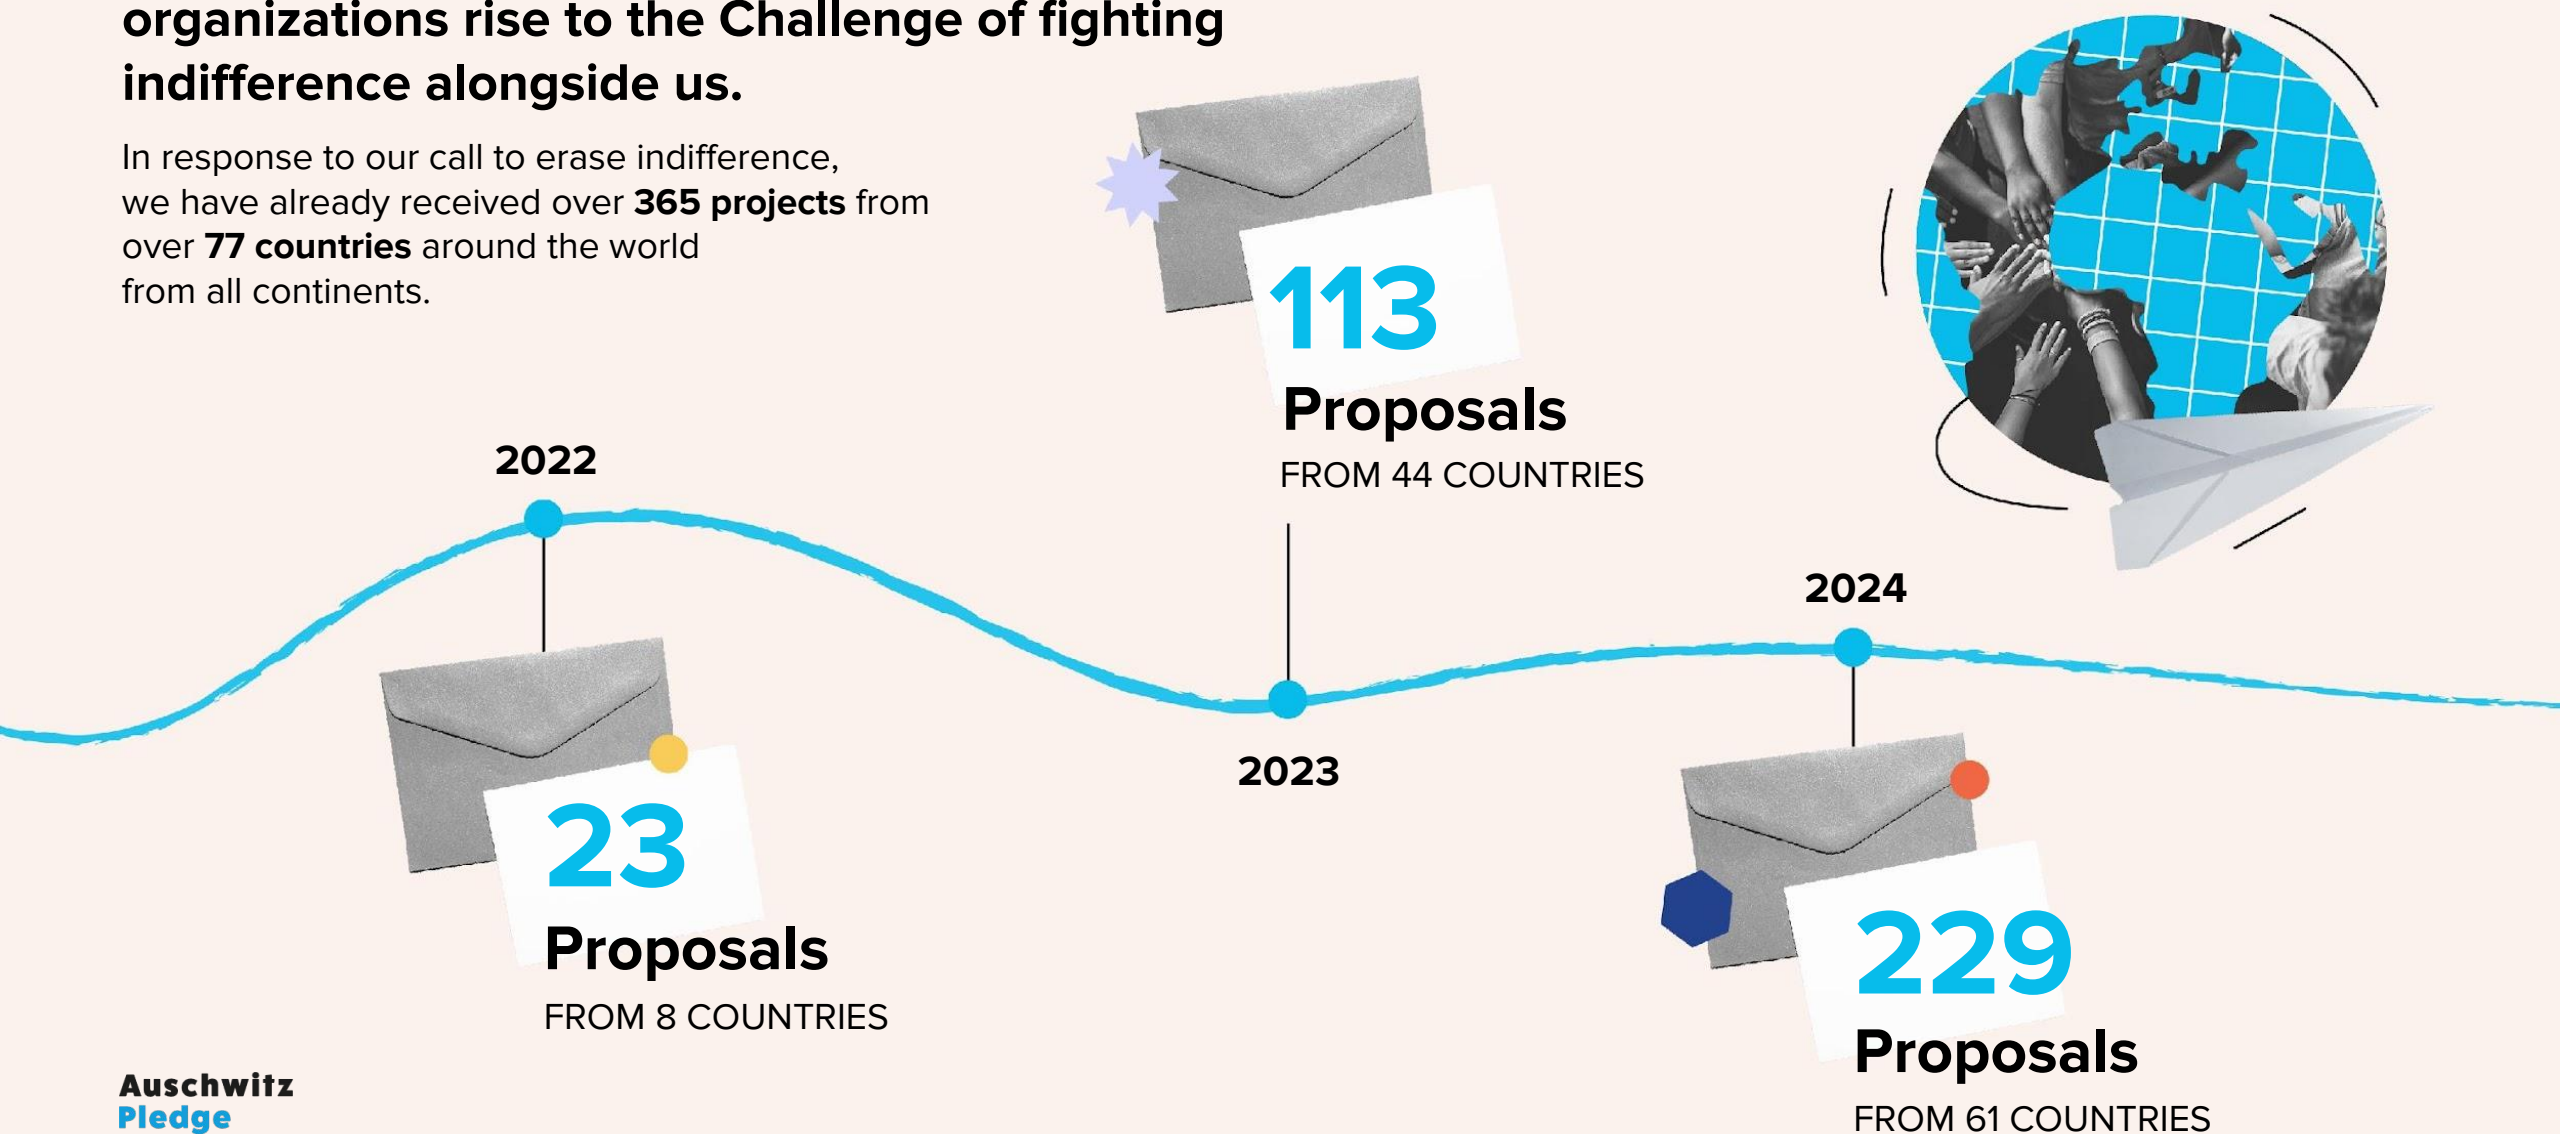 organizations rise to the Challenge of fighting
indifference alongside us.
In response to our call to erase indifference,
we have already received over 365 projects from
over 77 countries around the world
from all continents.
2022
23
Proposals
FROM 8 COUNTRIES
113
Proposals
FROM 44 COUNTRIES
2023
2024
229
Proposals
FROM 61 COUNTRIES
Auschwitz
Pledge